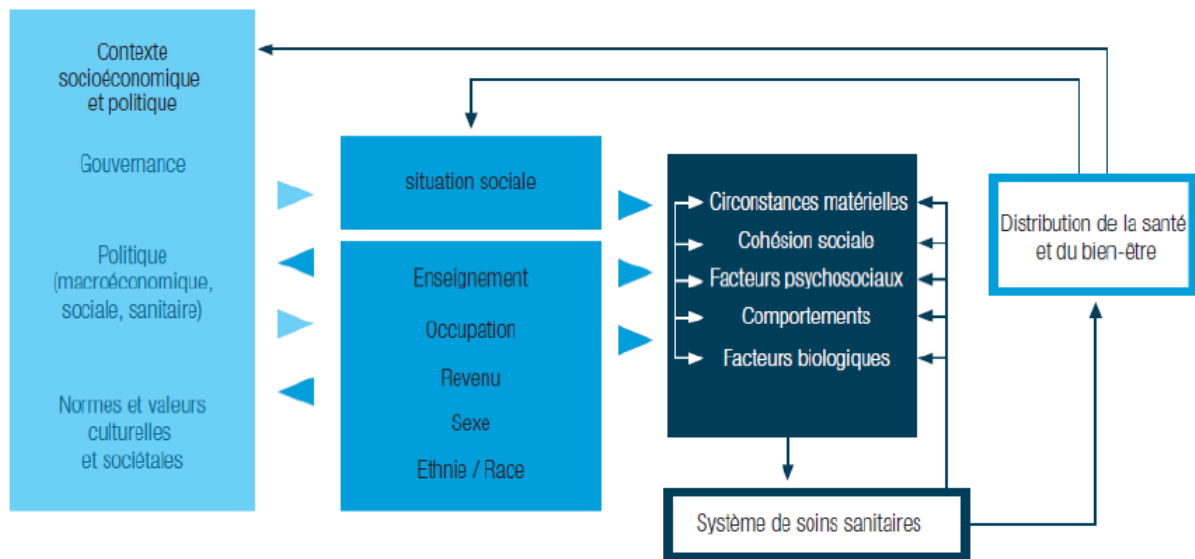 Contexte
socioéconomique
et politique
Gouvernance
Politique
(macroéconomique,
sociale, sanitaire)
Normes et valeurs
culturelles
et sociétales
situation sociale
Enseignement
Occupation
Revenu
Sexe
Ethnie / Race
Circonstances matérielles
Cohésion sociale
Facteurs psychosociaux
Comportements
Facteurs biologiques
Système de soins sanitaires
Distribution de la santé
et du bien-être